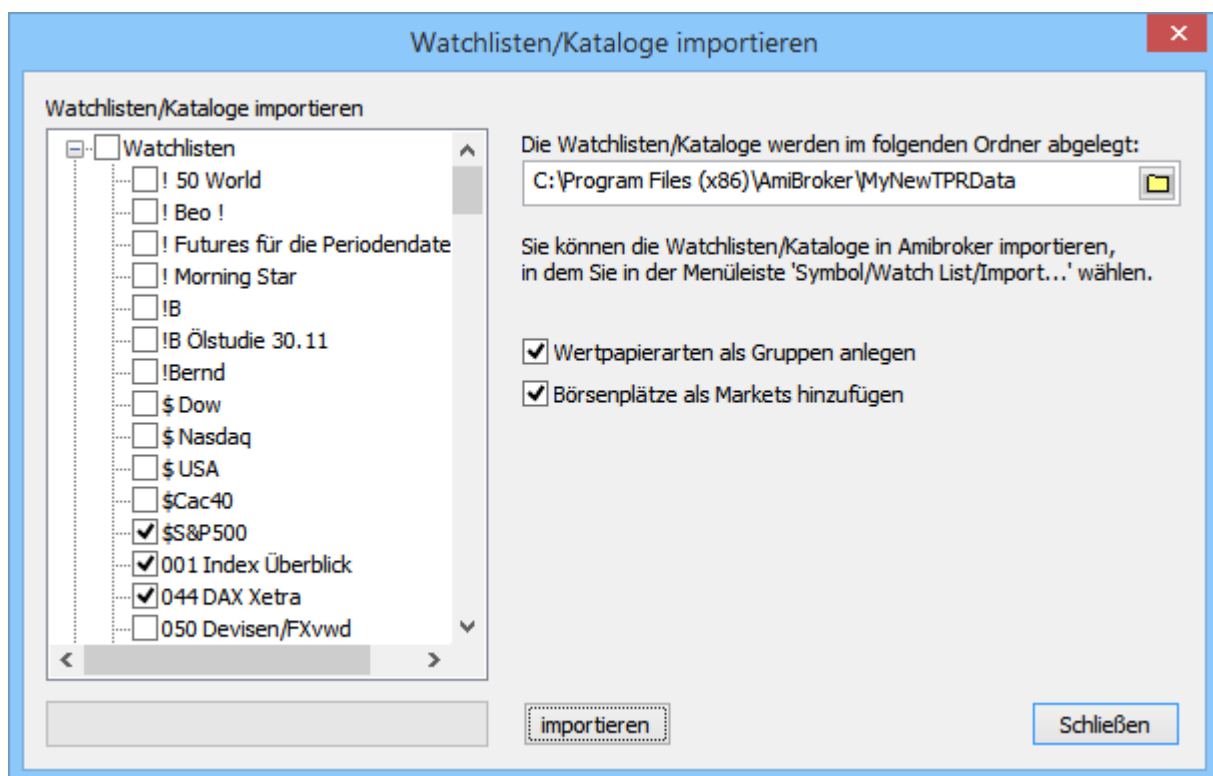 Watchlisten/Kataloge importieren
Watchlisten/Kataloge importieren
Watchlisten
! 50 World
! Beo !
! Futures für die Periodendate
! Morning Star
!B
!B Ölstudie 30.11
!Bernd
$ Dow
$ Nasdaq
$ USA
$Cac40
$S&P500
001 Index Überblick
044 DAX Xetra
050 Devisen/FXvwd
Die Watchlisten/Kataloge werden im folgenden Ordner abgelegt:
C:\Program Files (x86)\AmiBroker\MyNewTPRData
Sie können die Watchlisten/Kataloge in Amibroker importieren,
in dem Sie in der Menüleiste 'Symbol/Watch List/Import...' wählen.
Wertpapierarten als Gruppen anlegen
Börsenplätze als Markets hinzufügen
importieren
Schließen